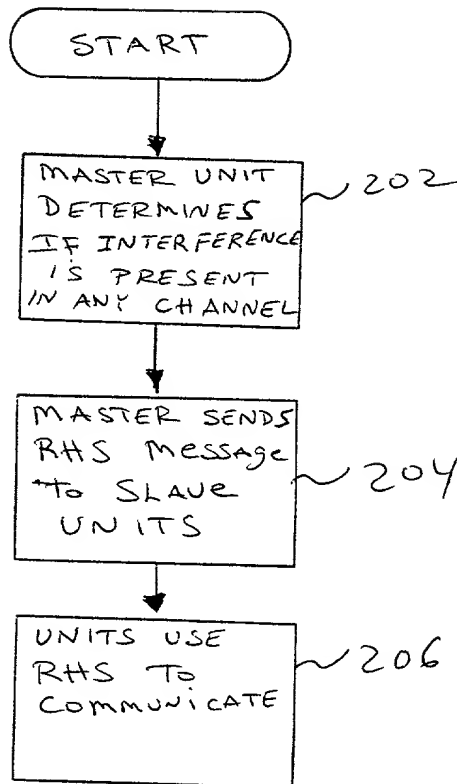 START
MASTER UNIT
DETERMINES
IF INTERFERENCE
IS PRESENT
IN ANY CHANNEL
202
MASTER SENDS
RHS Message
To SLAVE
UNITS
204
UNITS USE
RHS To
COMMUNICATE
206